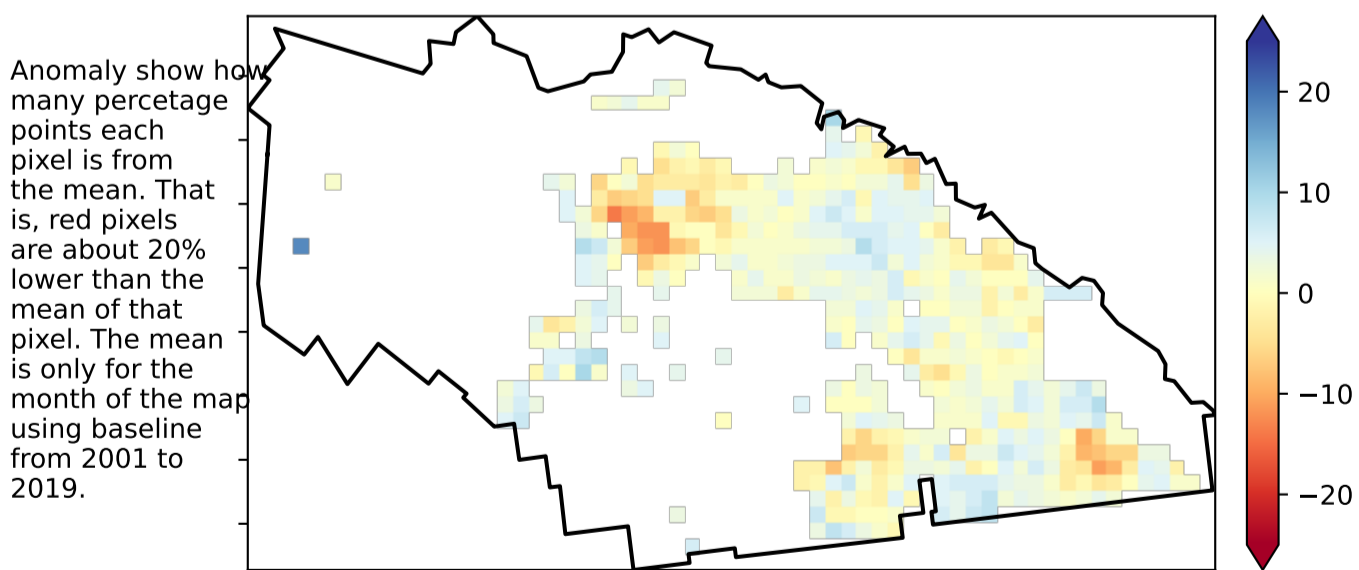 Anomaly show how
many percetage
points each
pixel is from
the mean. That
is, red pixels
are about 20%
lower than the
mean of that
pixel. The mean
is only for the
month of the map
using baseline
from 2001 to
2019.
20
10
0
−10
−20